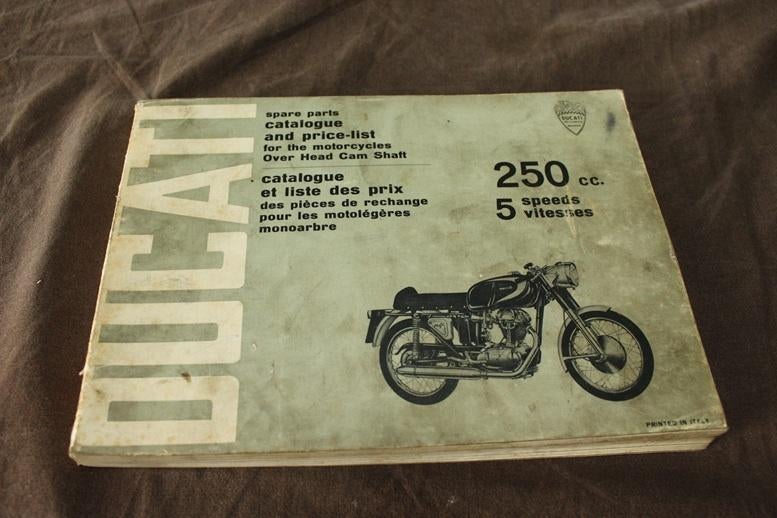 DUCATI
spare parts
catalogue
and price-list
for the motorcycles
Over Head Cam Shaft
catalogue
et liste des prix
des pièces de rechange
pour les motolégères
monoarbre
DUCATI
250 cc.
5 speeds
vitesses
PRINTED IN ITALY